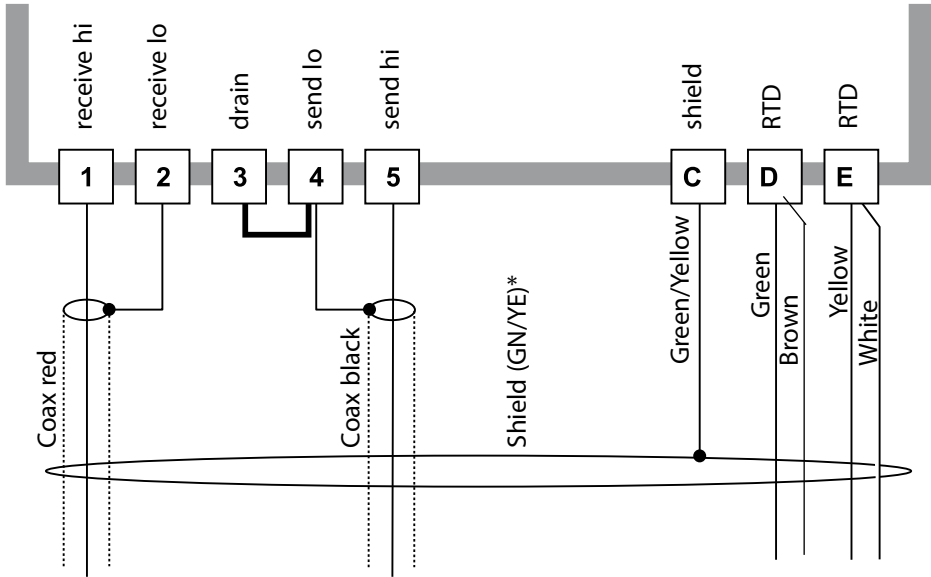 receive hi
receive lo
drain
send lo
send hi
shield
RTD
RTD
1
2
3
4
5
C
D
E
Coax red
Coax black
Shield (GN/YE)*
Green/Yellow
Green
Brown
Yellow
White